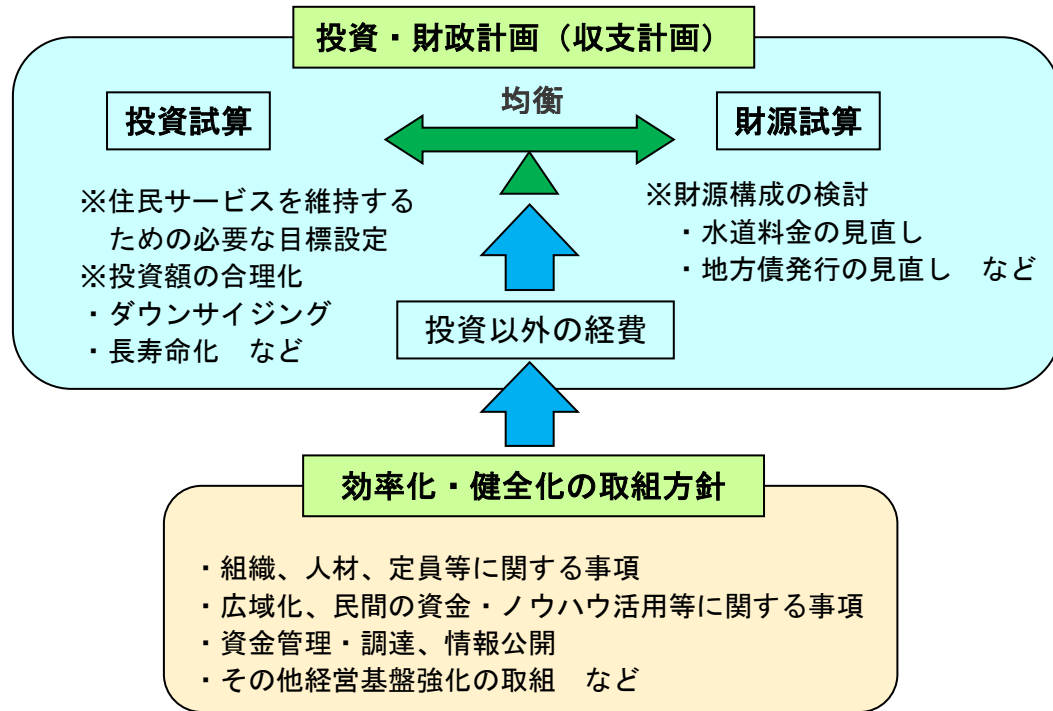 投資・財政計画（収支計画）
均衡
投資試算
財源試算
※住民サービスを維持する
ための必要な目標設定
※投資額の合理化
・ダウンサイジング
・長寿命化　など
※財源構成の検討
・水道料金の見直し
・地方債発行の見直し　など
投資以外の経費
効率化・健全化の取組方針
・組織、人材、定員等に関する事項
・広域化、民間の資金・ノウハウ活用等に関する事項
・資金管理・調達、情報公開
・その他経営基盤強化の取組　など